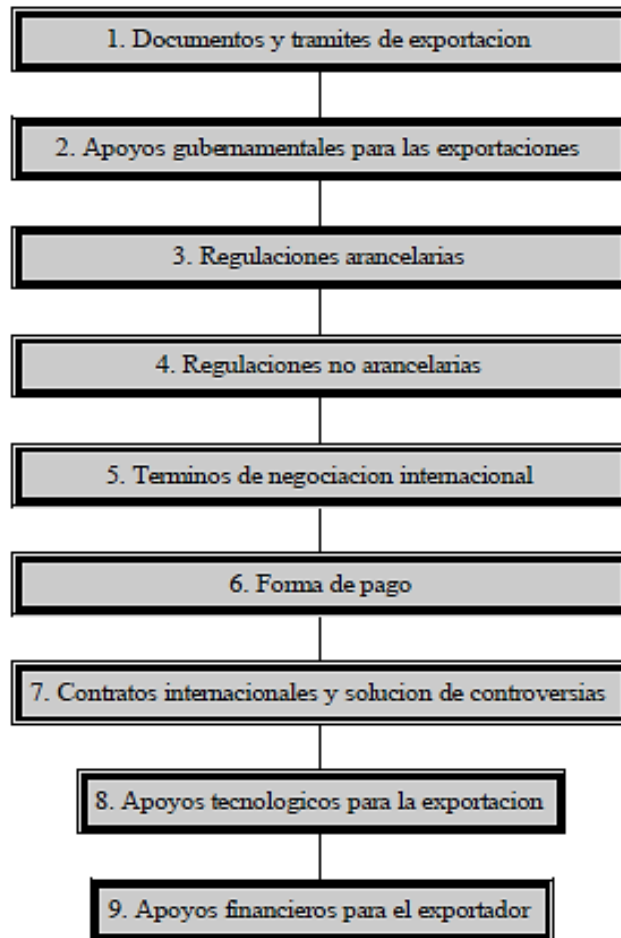 1. Documentos y tramites de exportacion
2. Apoyos gubernamentales para las exportaciones
3. Regulaciones arancelarias
4. Regulaciones no arancelarias
5. Terminos de negociacion internacional
6. Forma de pago
7. Contratos internacionales y solucion de controversias
8. Apoyos tecnologicos para la exportacion
9. Apoyos financieros para el exportador